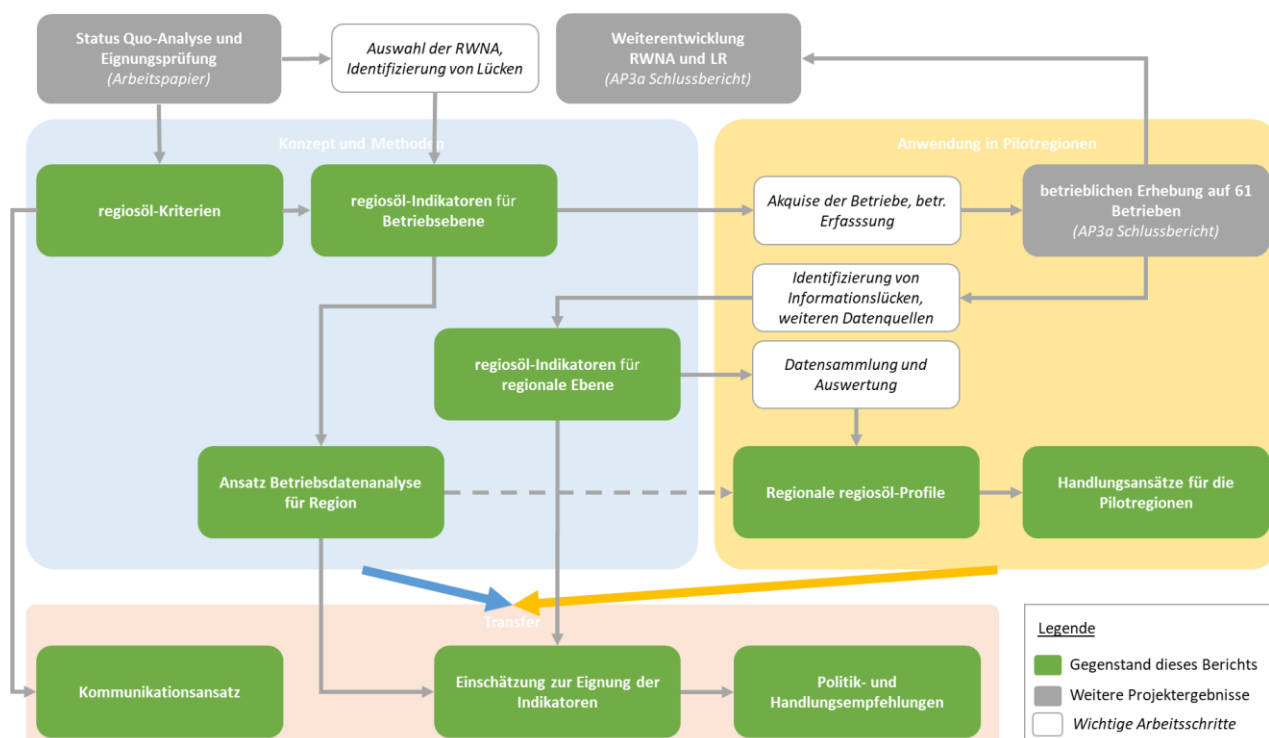 Status Quo-Analyse und
Eignungsprüfung
(Arbeitspapier)
Auswahl der RWNA,
Identifizierung von Lücken
Weiterentwicklung
RWNA und LR
(AP3a Schlussbericht)
Konzept und Methoden
Anwendung in Pilotregionen
regiosöl-Kriterien
regiosöl-Indikatoren für
Betriebsebene
Akquise der Betriebe, betr.
Erfasssung
betrieblichen Erhebung auf 61
Betrieben
(AP3a Schlussbericht)
Identifizierung von
Informationslücken,
weiteren Datenquellen
regiosöl-Indikatoren für
regionale Ebene
Datensammlung und
Auswertung
Ansatz Betriebsdatenanalyse
für Region
Regionale regiosöl-Profile
Handlungsansätze für die
Pilotregionen
Transfer
Kommunikationsansatz
Einschätzung zur Eignung der
Indikatoren
Politik- und
Handlungsempfehlungen
Legende
Gegenstand dieses Berichts
Weitere Projektergebnisse
Wichtige Arbeitsschritte